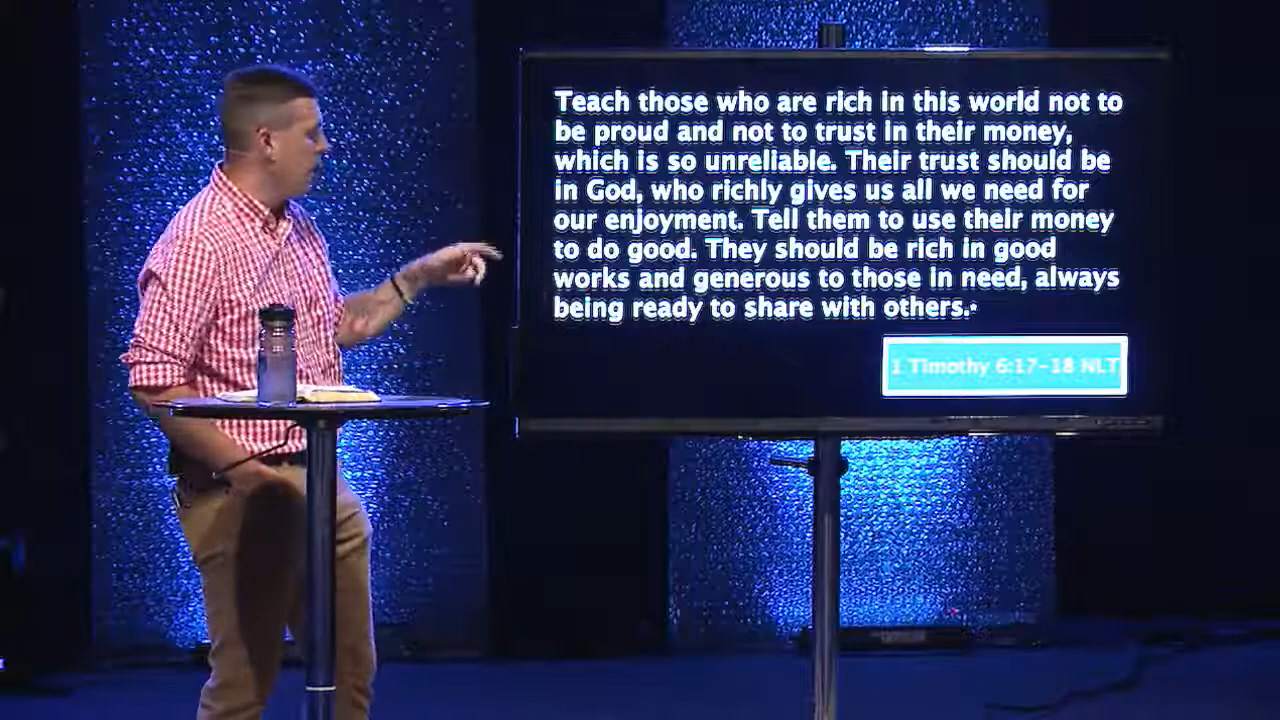 Teach those who are rich in this world not to
be proud and not to trust in their money,
which is so unreliable. Their trust should be
in God, who richly gives us all we need for
our enjoyment. Tell them to use their money
to do good. They should be rich in good
works and generous to those in need, always
being ready to share with others.
1 Timothy 6:17-18 NLT